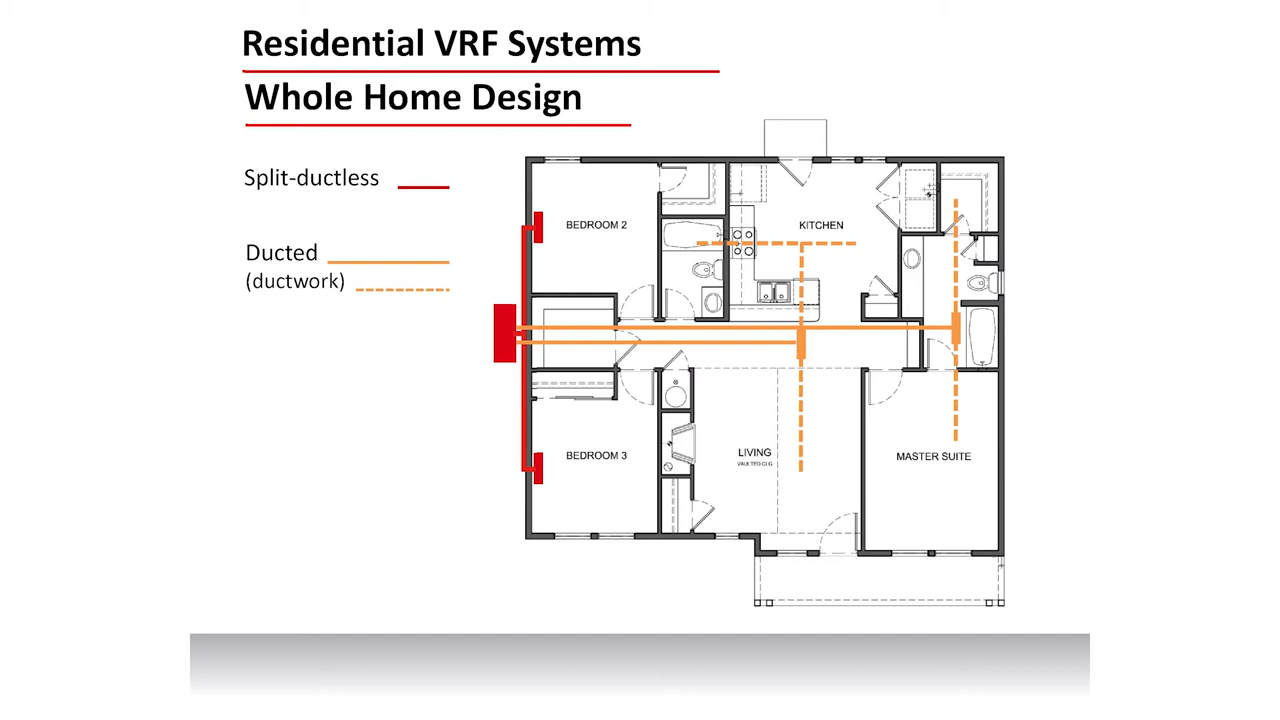 Residential VRF Systems
Whole Home Design
Split-ductless
Ducted
(ductwork)
BEDROOM 2
KITCHEN
BEDROOM 3
LIVING
VAULTED CLG.
MASTER SUITE